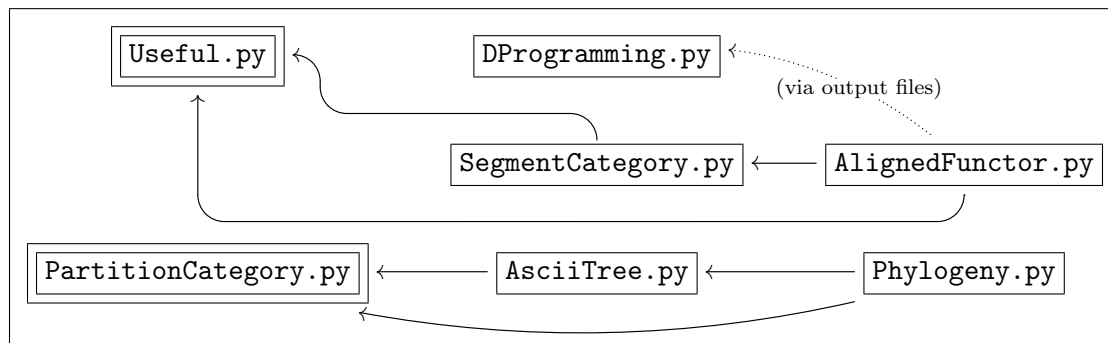 Useful.py
DProgramming.py
(via output files)
SegmentCategory.py
AlignedFunctor.py
PartitionCategory.py
AsciiTree.py
Phylogeny.py